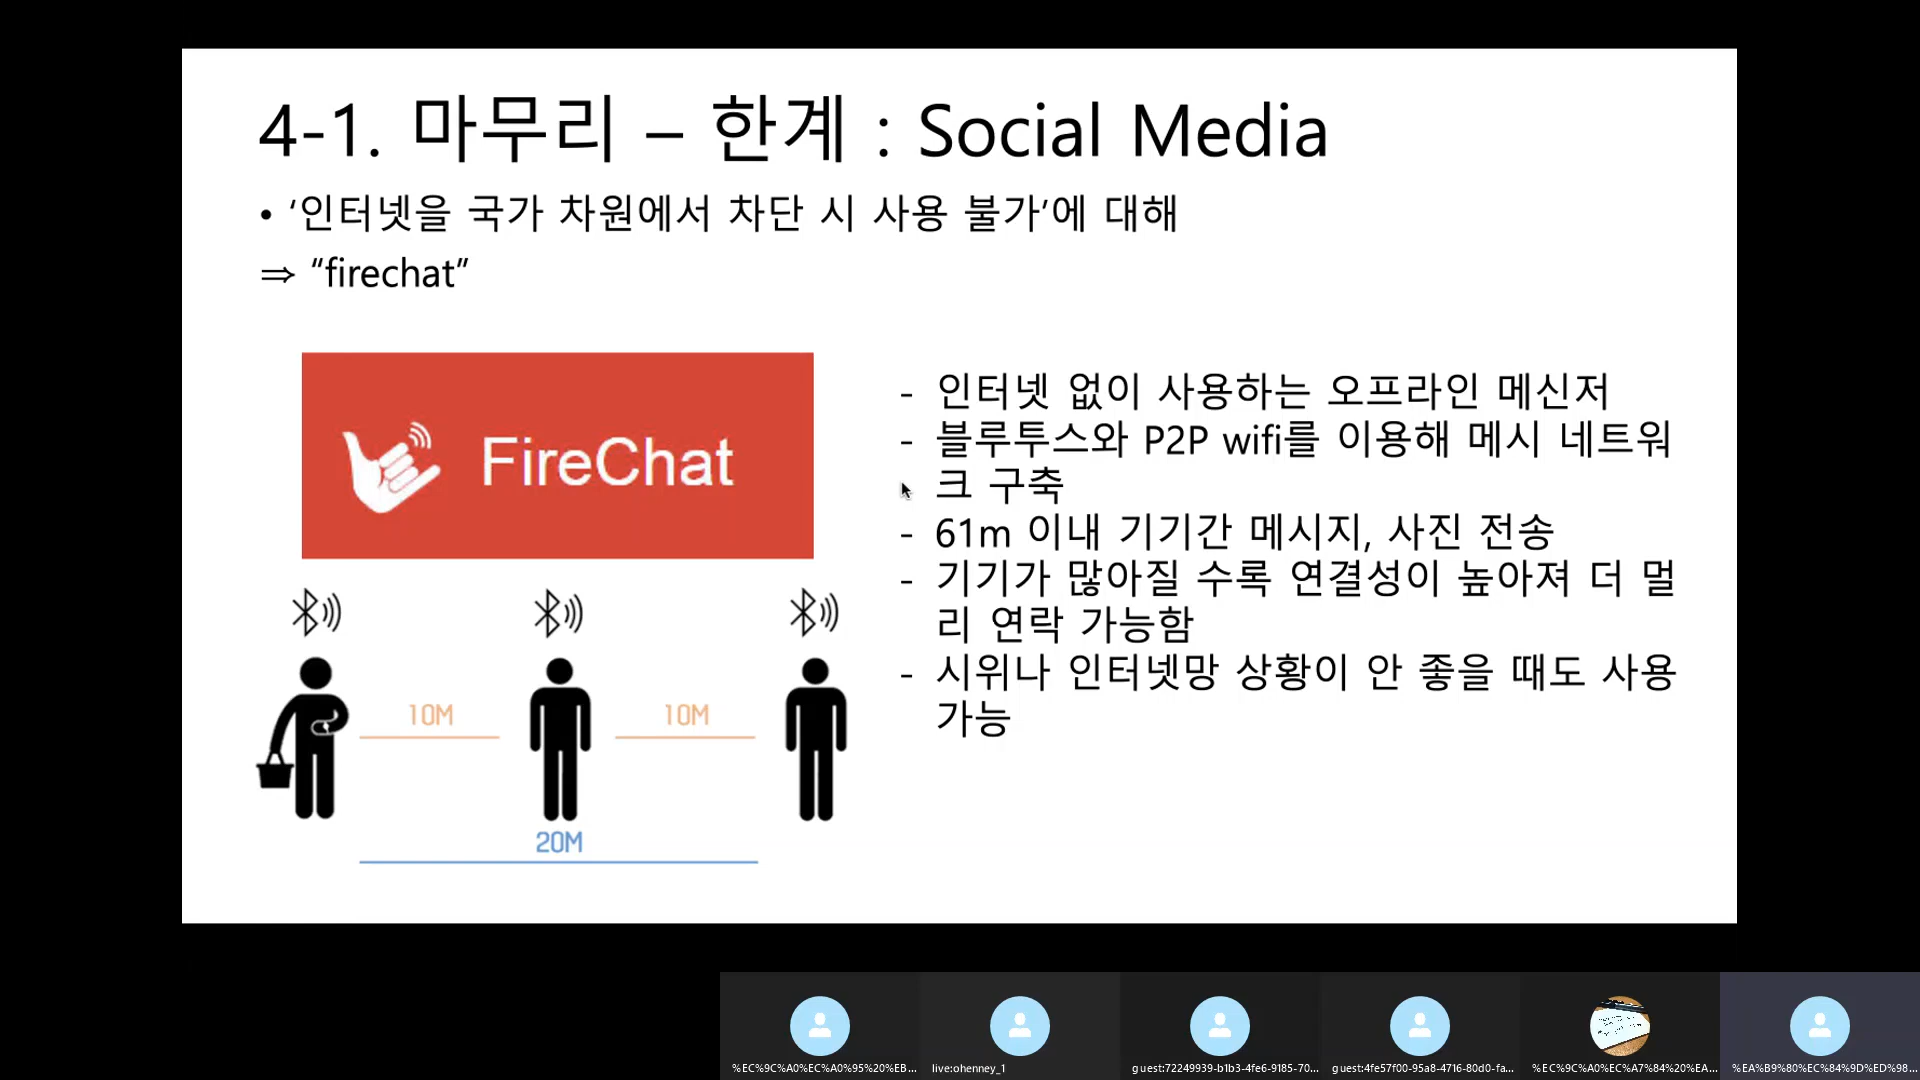 4-1. 마무리 – 한계 : Social Media
• ‘인터넷을 국가 차원에서 차단 시 사용 불가’에 대해
⇒ “firechat”
FireChat
- 인터넷 없이 사용하는 오프라인 메신저
- 블루투스와 P2P wifi를 이용해 메시 네트워
크 구축
- 61m 이내 기기간 메시지, 사진 전송
- 기기가 많아질 수록 연결성이 높아져 더 멀
리 연락 가능함
- 시위나 인터넷망 상황이 안 좋을 때도 사용
가능
10M
10M
20M
%EC%9C%A0%EC%A0%95%20%EB...
live:ohenney_1
guest:72249939-b1b3-4fe6-9185-70...
guest:4fe57f00-95a8-4716-80d0-fa...
%EC%9C%A0%EC%A7%84%20%EA...
%EA%B9%80%EC%84%9D%ED%98...